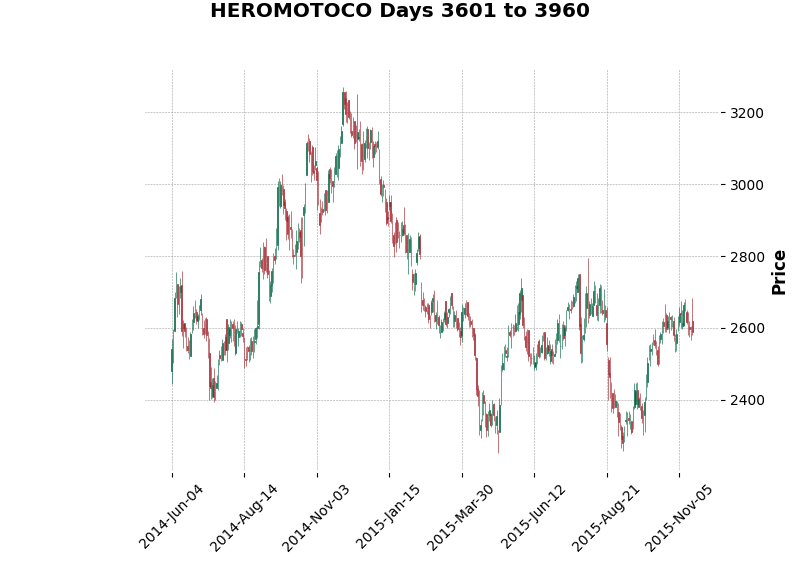 HEROMOTOCO Days 3601 to 3960
3200
3000
2800
2600
2400
Price
2014-Jun-04
2014-Aug-14
2014-Nov-03
2015-Jan-15
2015-Mar-30
2015-Jun-12
2015-Aug-21
2015-Nov-05